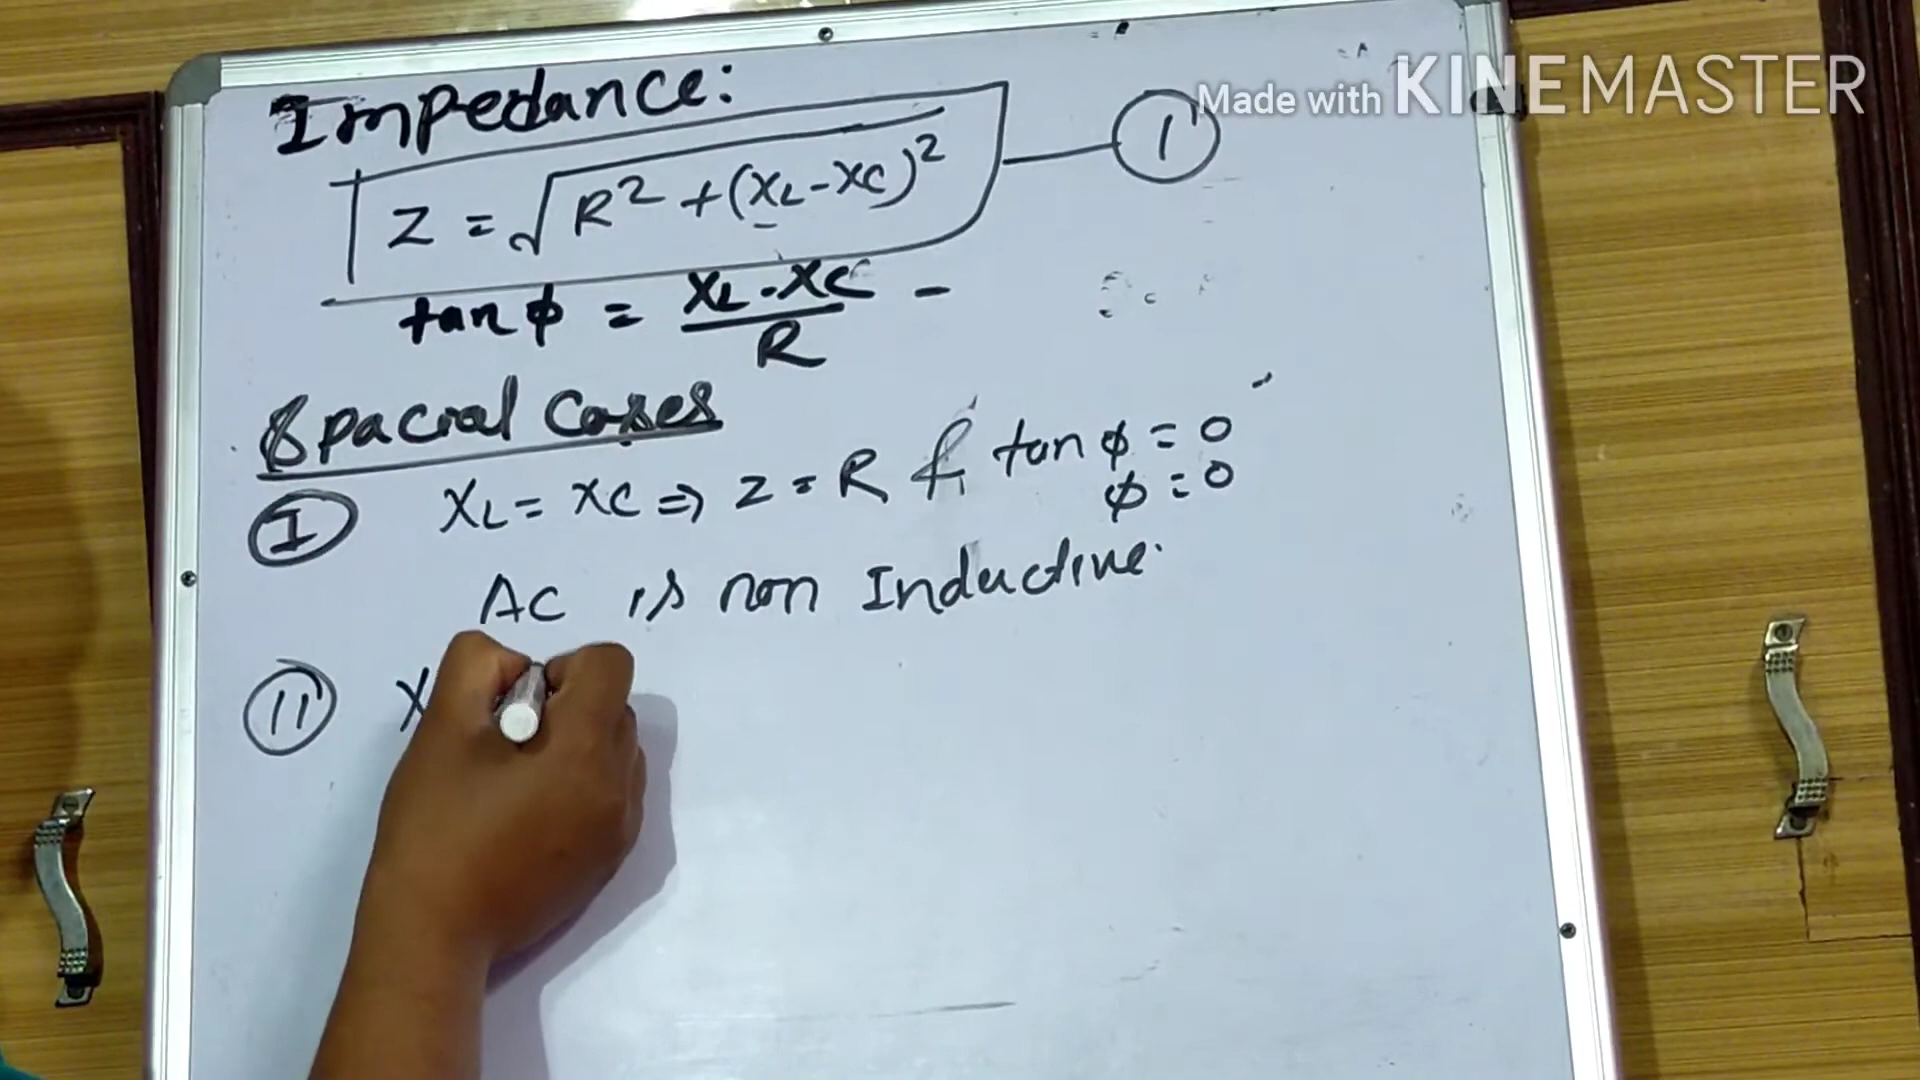 Impedance:
Made with KINEMASTER
Z = √R² + (XL - XC)² — (1)
tan φ = XL - XC / R -
Spacial Cases
(I) XL = XC ⇒ Z = R & tan φ = 0
φ = 0
AC is non Inductive.
(II) X